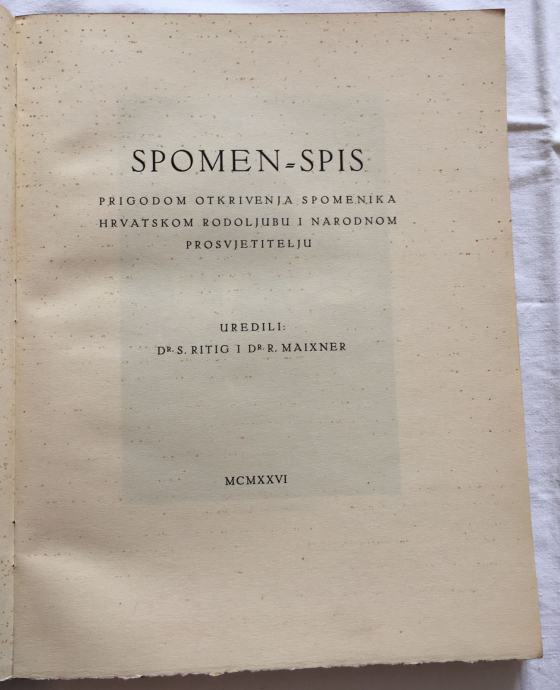 SPOMEN-SPIS
PRIGODOM OTKRIVENJA SPOMENIKA
HRVATSKOM RODOLJUBU I NARODNOM
PROSVJETITELJU
UREDILI:
DR. S. RITIG I DR. R. MAIXNER
MCMXXVI